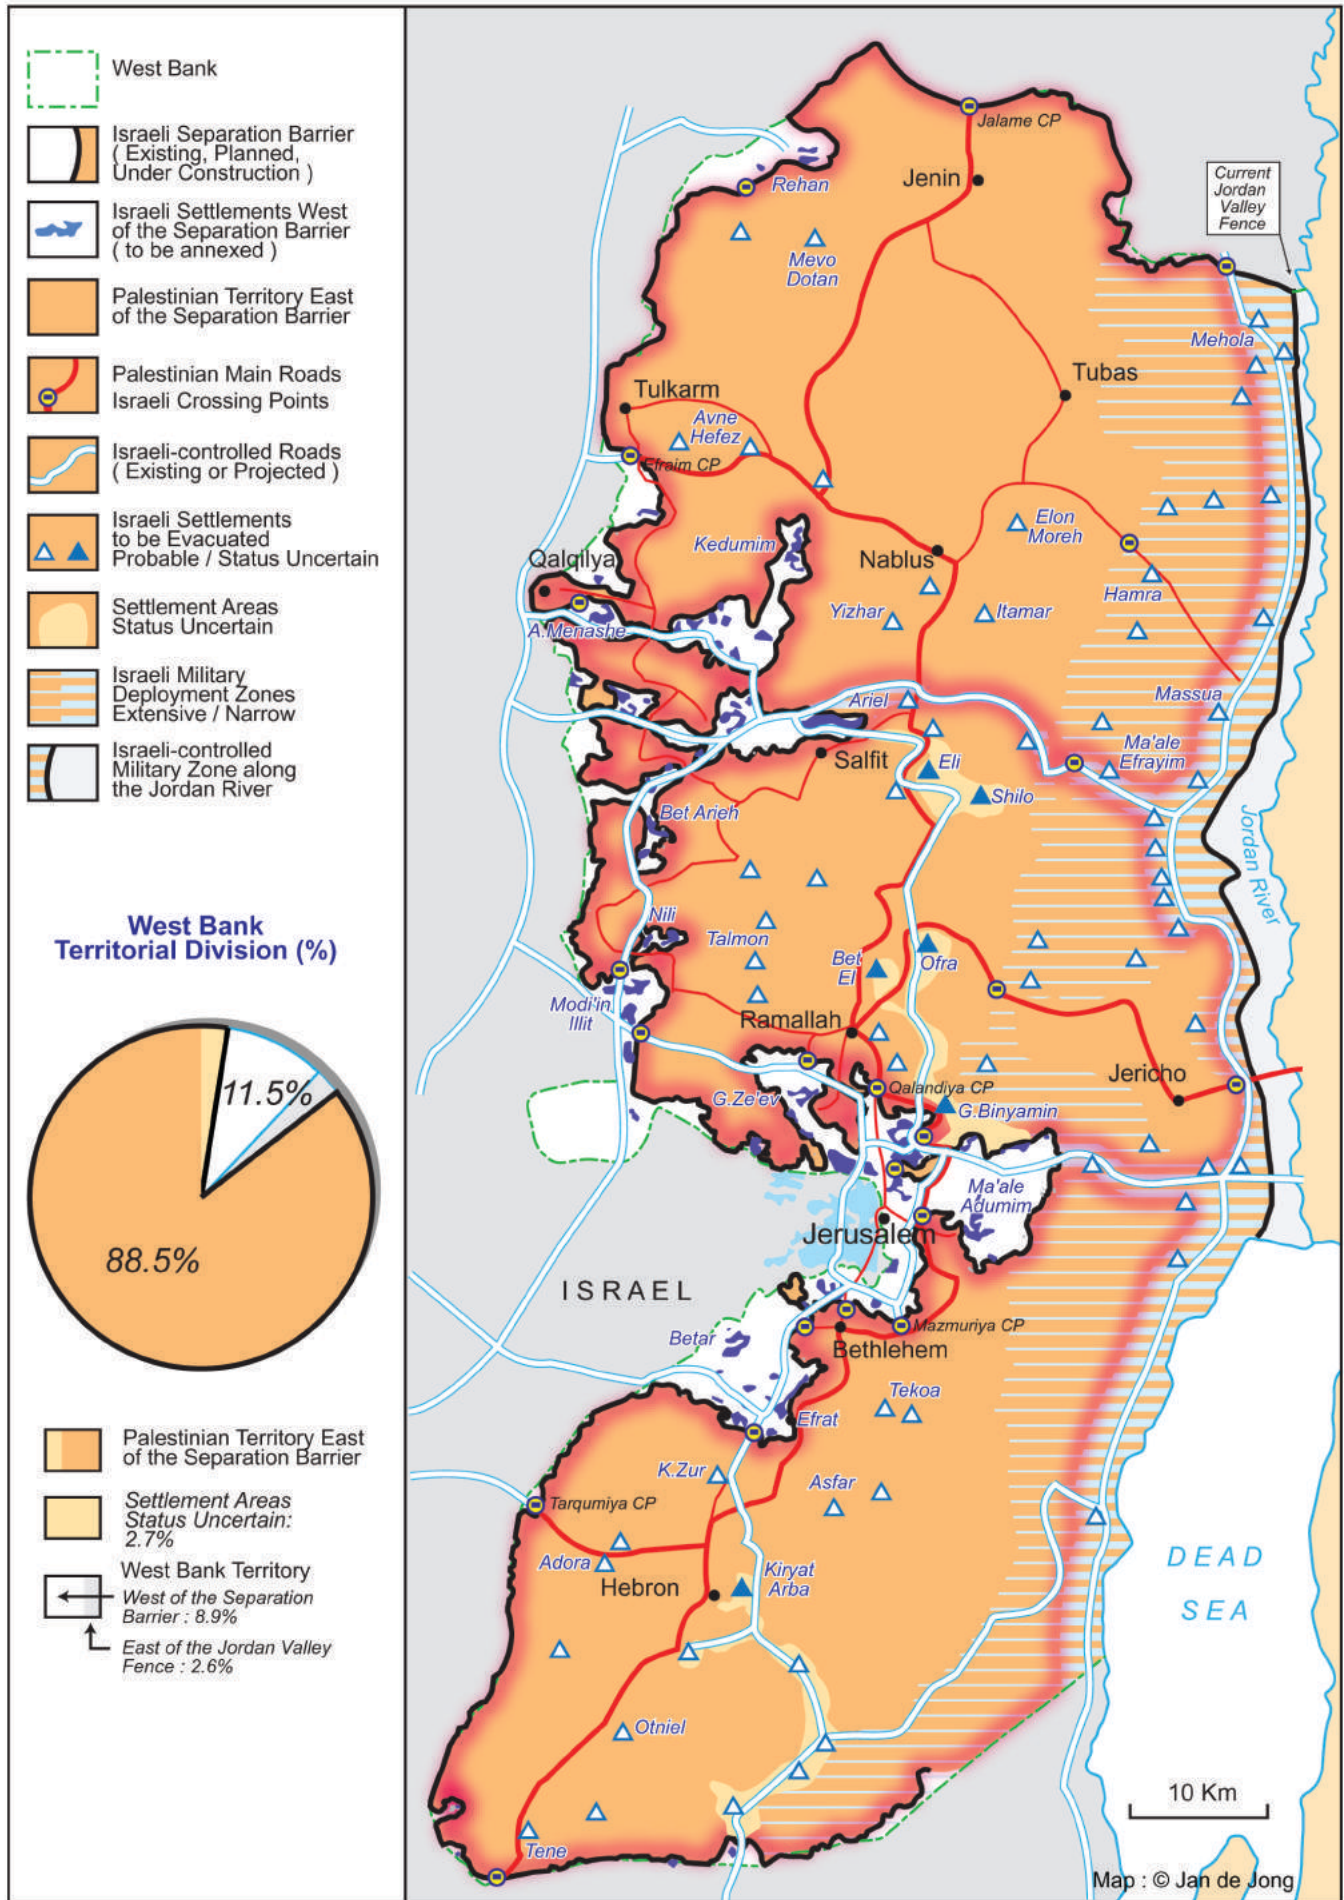 West Bank
Israeli Separation Barrier
( Existing, Planned,
Under Construction )
Israeli Settlements West
of the Separation Barrier
( to be annexed )
Palestinian Territory East
of the Separation Barrier
Palestinian Main Roads
Israeli Crossing Points
Israeli-controlled Roads
( Existing or Projected )
Israeli Settlements
to be Evacuated
Probable / Status Uncertain
Settlement Areas
Status Uncertain
Israeli Military
Deployment Zones
Extensive / Narrow
Israeli-controlled
Military Zone along
the Jordan River
West Bank
Territorial Division (%)
11.5%
88.5%
Palestinian Territory East
of the Separation Barrier
Settlement Areas
Status Uncertain:
2.7%
West Bank Territory
West of the Separation
Barrier : 8.9%
East of the Jordan Valley
Fence : 2.6%
Jalame CP
Jenin
Rehan
Current
Jordan
Valley
Fence
Mevo
Dotan
Mehola
Tubas
Tulkarm
Avne
Hefez
Efraim CP
Elon
Moreh
Kedumim
Qalqilya
Nablus
Hamra
Yizhar
Itamar
A.Menashe
Ariel
Massua
Salfit
Eli
Ma'ale
Efrayim
Shilo
Bet Arieh
Jordan River
Nili
Talmon
Bet
El
Ofra
Modi'in
Illit
Ramallah
Jericho
Qalandiya CP
G.Ze'ev
G.Binyamin
Ma'ale
Adumim
Jerusalem
ISRAEL
Mazmuriya CP
Betar
Bethlehem
Tekoa
Efrat
K.Zur
Asfar
Tarqumiya CP
Adora
Hebron
Kiryat
Arba
DEAD
SEA
Otniel
10 Km
Tene
Map : © Jan de Jong